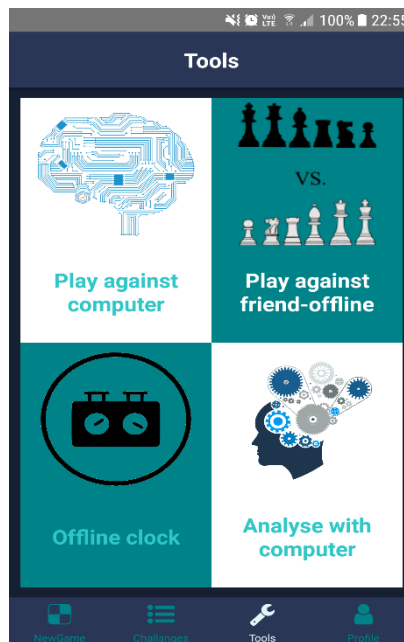 100% 22:55
Tools
VS.
Play against
computer
Play against
friend-offline
Offline clock
Analyse with
computer
NewGame Challanges Tools Profile